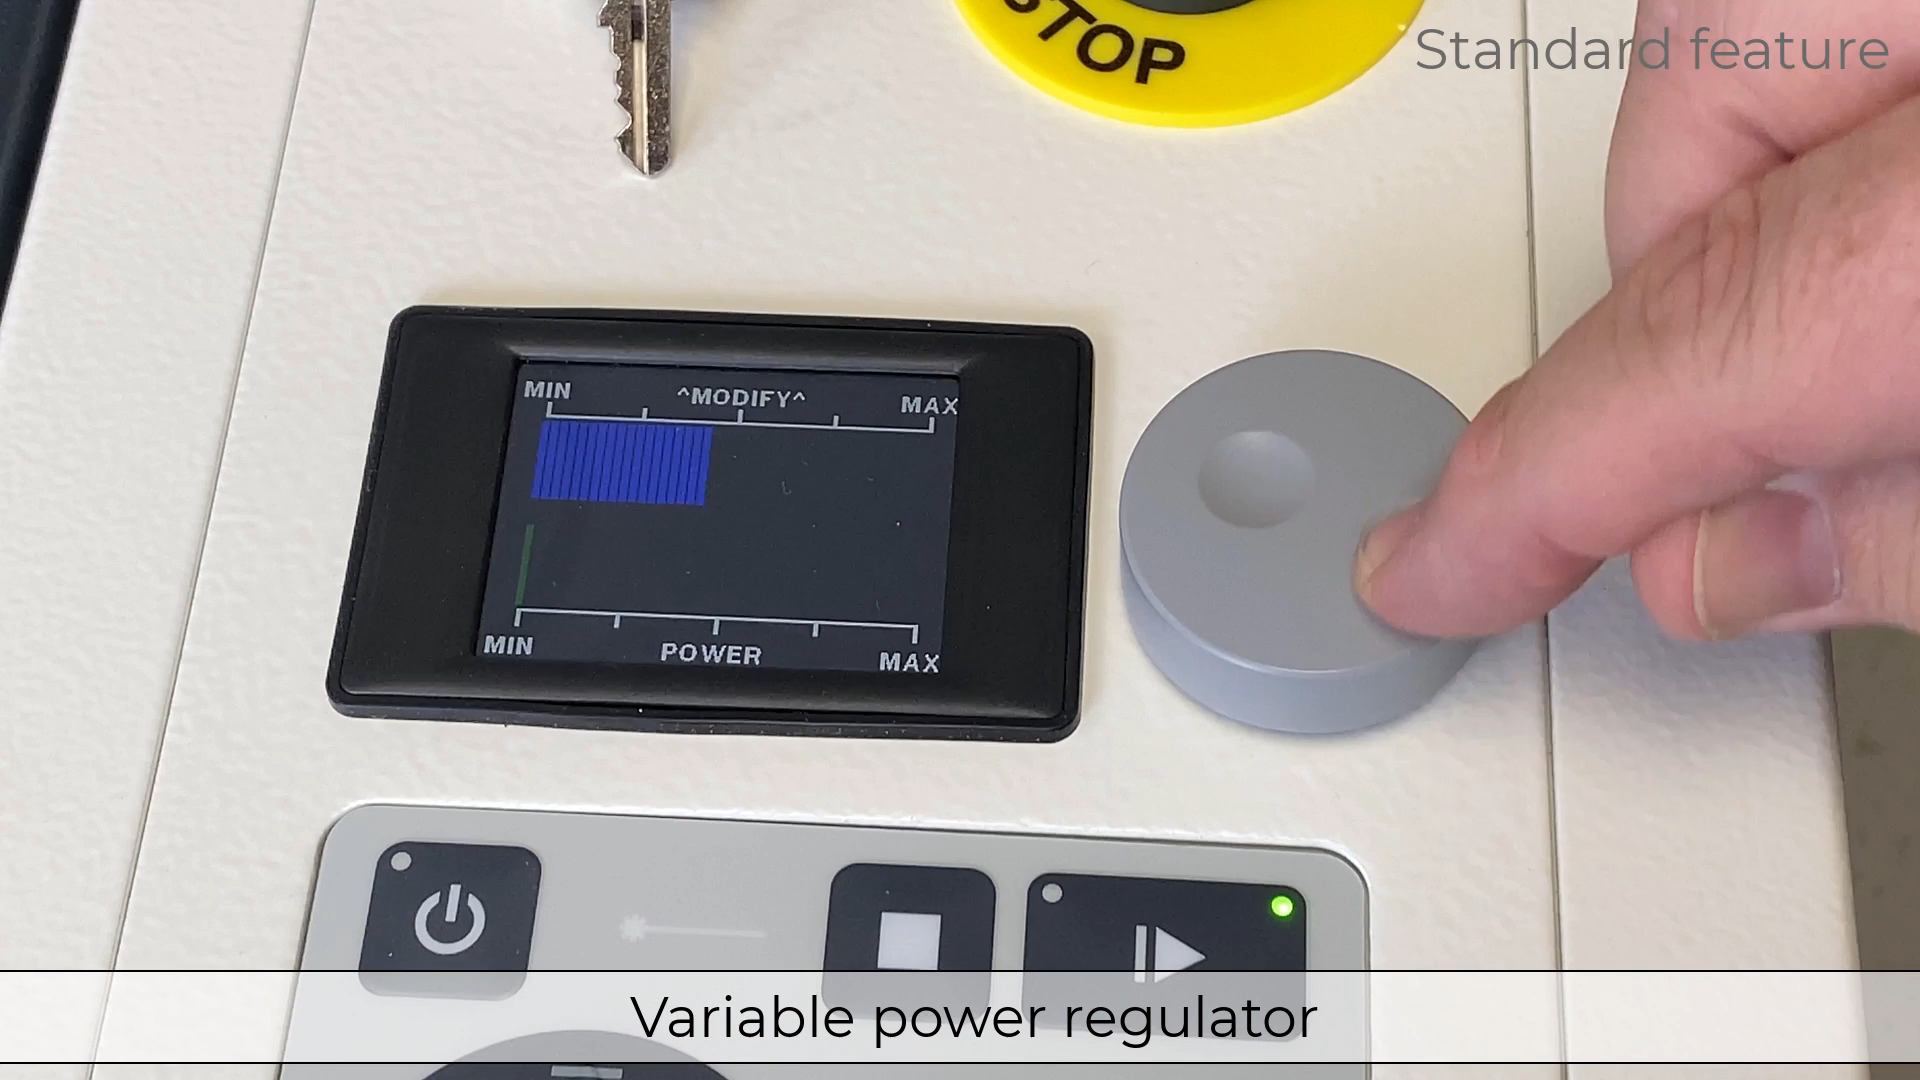 STOP
Standard feature
MIN ^MODIFY^ MAX
MIN POWER MAX
Variable power regulator